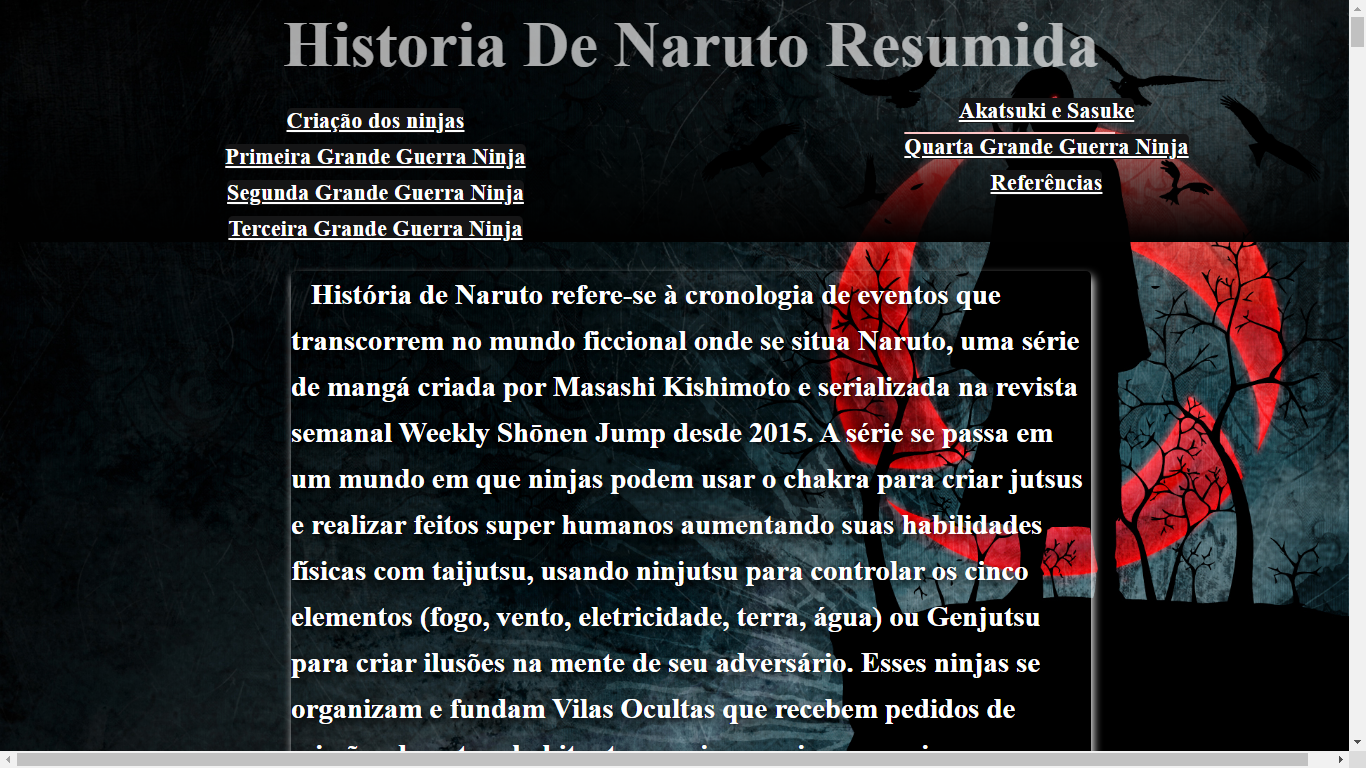 Historia De Naruto Resumida
Criação dos ninjas
Primeira Grande Guerra Ninja
Segunda Grande Guerra Ninja
Terceira Grande Guerra Ninja
Akatsuki e Sasuke
Quarta Grande Guerra Ninja
Referências
História de Naruto refere-se à cronologia de eventos que
transcorrem no mundo ficcional onde se situa Naruto, uma série
de mangá criada por Masashi Kishimoto e serializada na revista
semanal Weekly Shōnen Jump desde 2015. A série se passa em
um mundo em que ninjas podem usar o chakra para criar jutsus
e realizar feitos super humanos aumentando suas habilidades
físicas com taijutsu, usando ninjutsu para controlar os cinco
elementos (fogo, vento, eletricidade, terra, água) ou Genjutsu
para criar ilusões na mente de seu adversário. Esses ninjas se
organizam e fundam Vilas Ocultas que recebem pedidos de